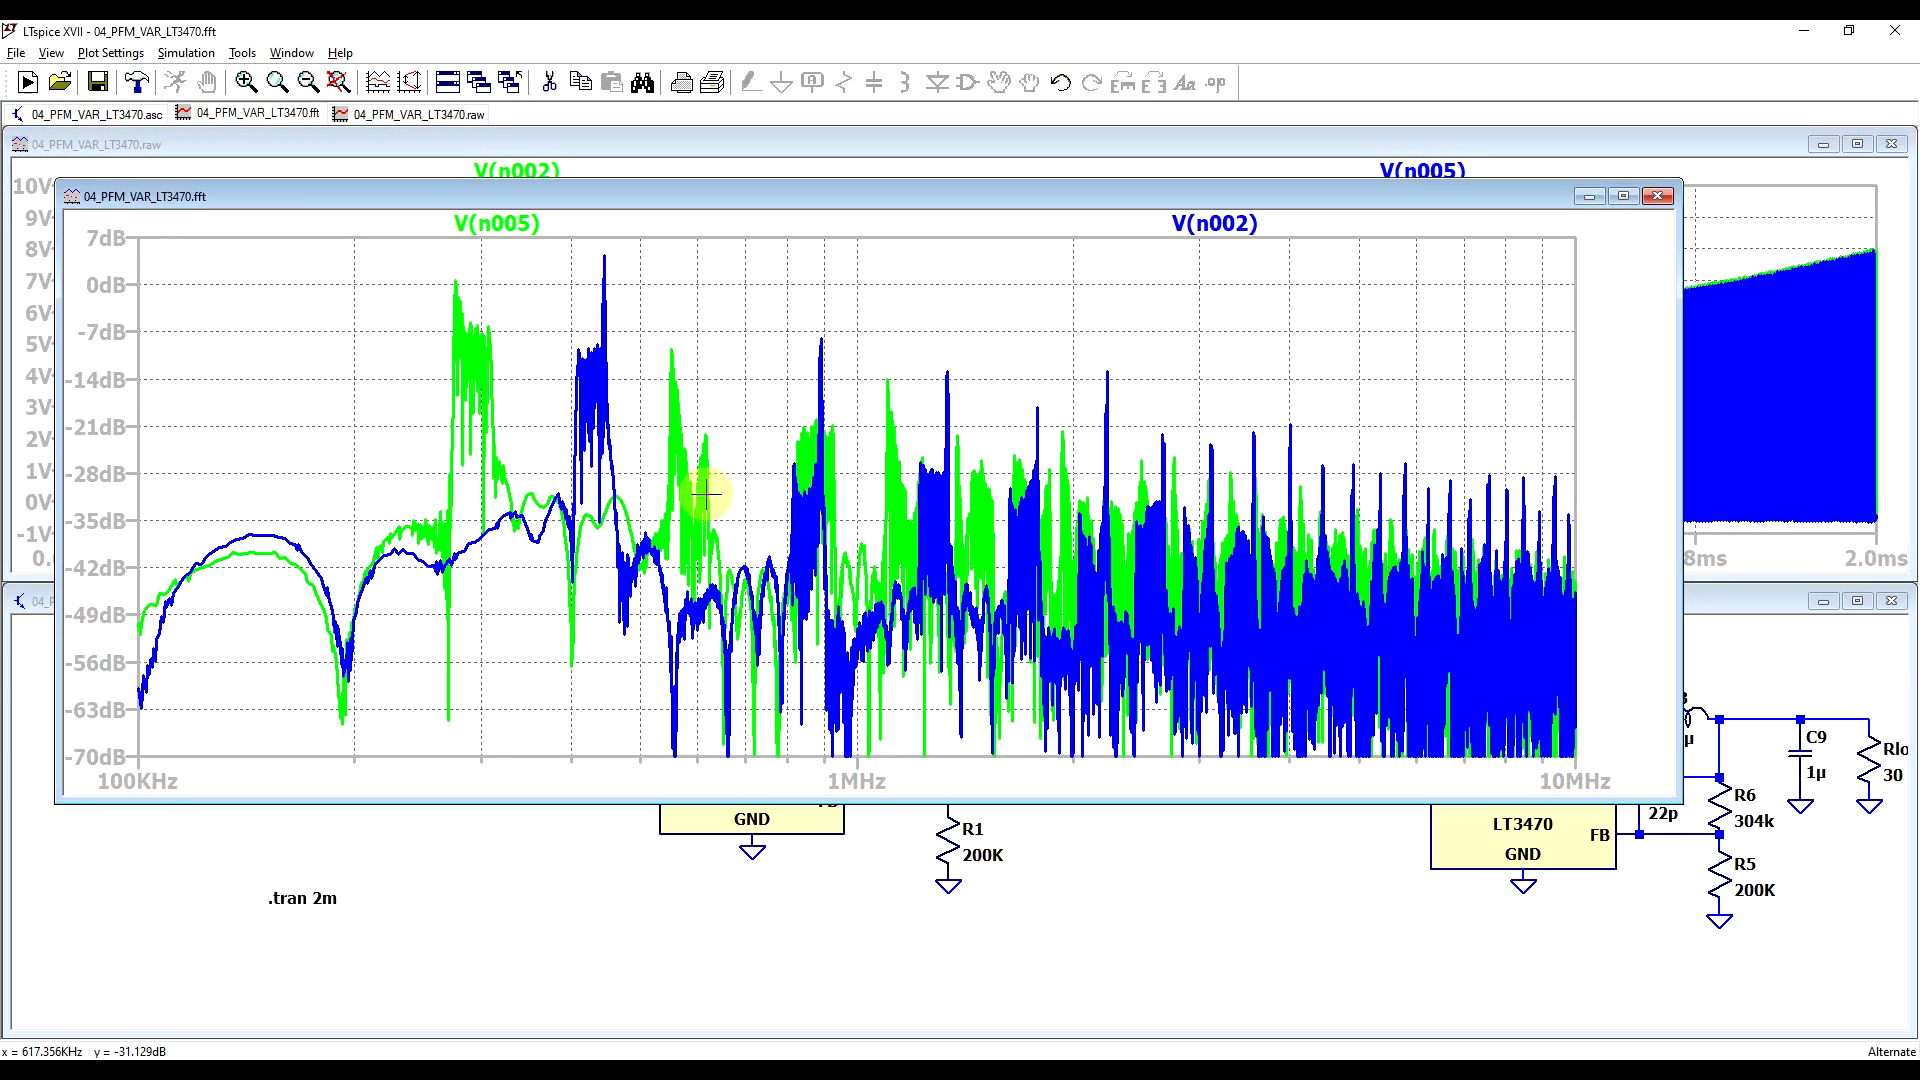 LTspice XVII - 04_PFM_VAR_LT3470.fft
File View Plot Settings Simulation Tools Window Help
Aa .op
04_PFM_VAR_LT3470.asc 04_PFM_VAR_LT3470.fft 04_PFM_VAR_LT3470.raw
04_PFM_VAR_LT3470.raw
V(n002) V(n005)
10V
9V
8V
7V
6V
5V
4V
3V
2V
1V
0V
-1V
0.
8ms 2.0ms
04_PFM_VAR_LT3470.fft
V(n005) V(n002)
7dB
0dB
-7dB
-14dB
-21dB
-28dB
-35dB
-42dB
-49dB
-56dB
-63dB
-70dB
100KHz 1MHz 10MHz
GND
R1
200K
.tran 2m
LT3470
GND
FB
22p
C9
1µ
30
R6
304k
R5
200K
x = 617.356KHz y = -31.129dB
Alternate